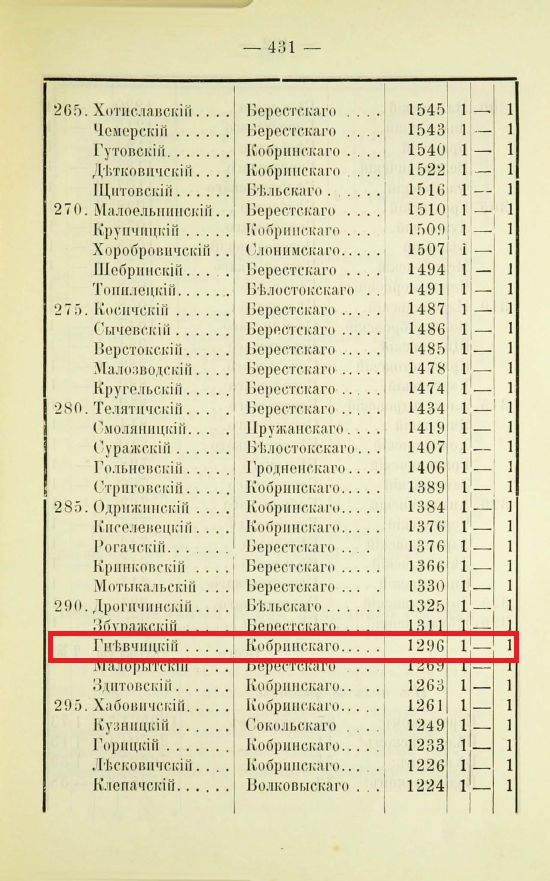 — 431 —
265. Хотиславскій.... Берестскаго .... 1545 1 — 1
Чемерскій ...... Берестскаго .... 1543 1 — 1
Гутовскій...... Кобринскаго ... 1540 1 — 1
Дѣтковичскій .... Кобринскаго .... 1522 1 — 1
Щитовскій..... Бѣльскаго..... 1516 1 -- 1
270. Малоельнинскій.. Берестскаго .... 1510 1 — 1
Крупчицкій .... Кобринскаго ... 1509 1 — 1
Хоробровичскій .. Слонимскаго..... 1507 1 — 1
Шебринскій.... Берестскаго .... 1494 1 — 1
Топилецкій..... Бѣлостокскаго .. 1491 1 — 1
275. Косичскій..... Берестскаго..... 1487 1 — 1
Сычевскій ..... Берестскаго..... 1486 1 — 1
Верстокскій..... Берестскаго..... 1485 1 — 1
Малозводскій.... Берестскаго..... 1478 1 — 1
Кругельскій..... Берестскаго..... 1474 1 — 1
280. Телятичскій..... Берестскаго..... 1434 1 — 1
Смоляницкій.... Пружанскаго.... 1419 1 — 1
Суражскій ..... Бѣлостокскаго... 1407 1 — 1
Гольневскій..... Гродненскаго.... 1406 1 — 1
Стриговскій..... Кобринскаго..... 1389 1 — 1
285. Одрижинскій.... Кобринскаго..... 1384 1 — 1
Киселевецкій.... Кобринскаго..... 1376 1 — 1
Рогачскій....... Берестскаго..... 1376 1 — 1
Кринковскій .... Берестскаго..... 1366 1 — 1
Мотыкальскій ... Берестскаго .... 1330 1 — 1
290. Дрогичинскій.... Бѣльскаго ..... 1325 1 — 1
Збуражскій..... Берестскаго .... 1311 1 — 1
Гнѣвчицкій .... Кобринскаго..... 1296 1 — 1
Малорытскій .... Берестскаго .... 1269 1 — 1
Здитовскій..... Кобринскаго.... 1263 1 — 1
295. Хабовичскій.... Кобринскаго.... 1261 1 — 1
Кузницкій ..... Сокольскаго .... 1249 1 — 1
Горицкій ...... Кобринскаго.... 1233 1 — 1
Лѣсковичскій.... Кобринскаго..... 1226 1 — 1
Клепачскій...... Волковыскаго ... 1224 1 — 1